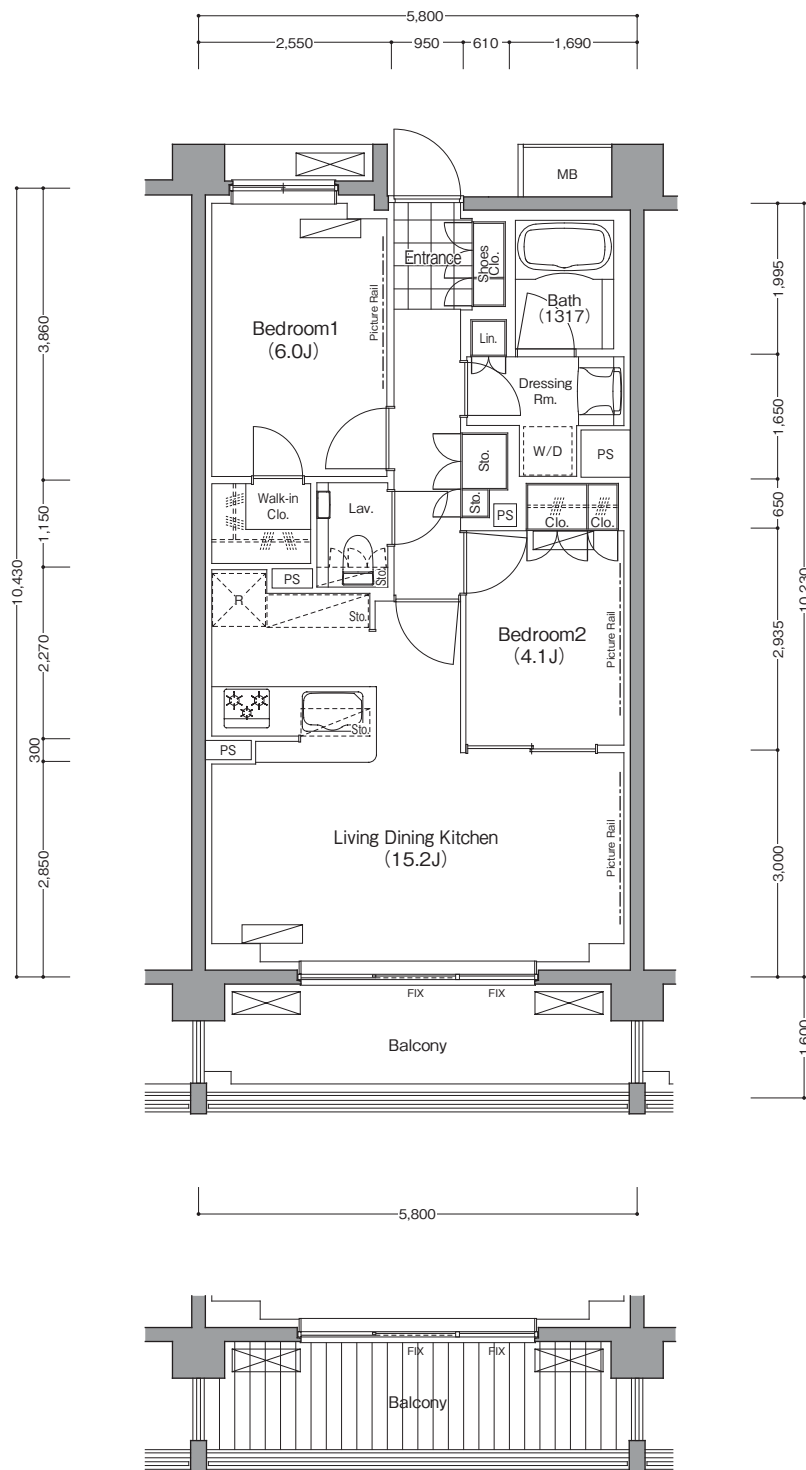 5,800
2,550
950
610
1,690
MB
Entrance
Shoes
Clo.
Bath
(1317)
Picture Rail
Bedroom1
(6.0J)
Lin.
Dressing
Rm.
W/D
PS
Sto.
Walk-in
Clo.
Lav.
Sto.
PS
Clo.
Clo.
Sto.
PS
R
Sto.
Bedroom2
(4.1J)
Picture Rail
Sto.
PS
Living Dining Kitchen
(15.2J)
Picture Rail
FIX
FIX
Balcony
10,430
3,860
1,150
2,270
300
2,850
1,995
1,650
650
2,935
3,000
10,230
1,600
5,800
FIX
FIX
Balcony